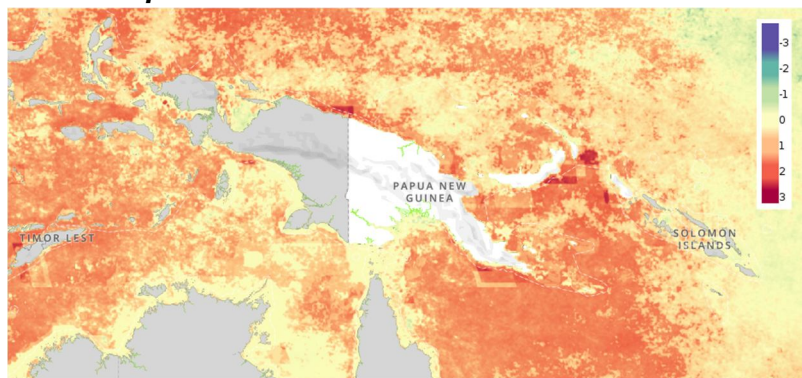 -3
-2
-1
0
1
2
3
PAPUA NEW
GUINEA
TIMOR LEST
SOLOMON
ISLANDS